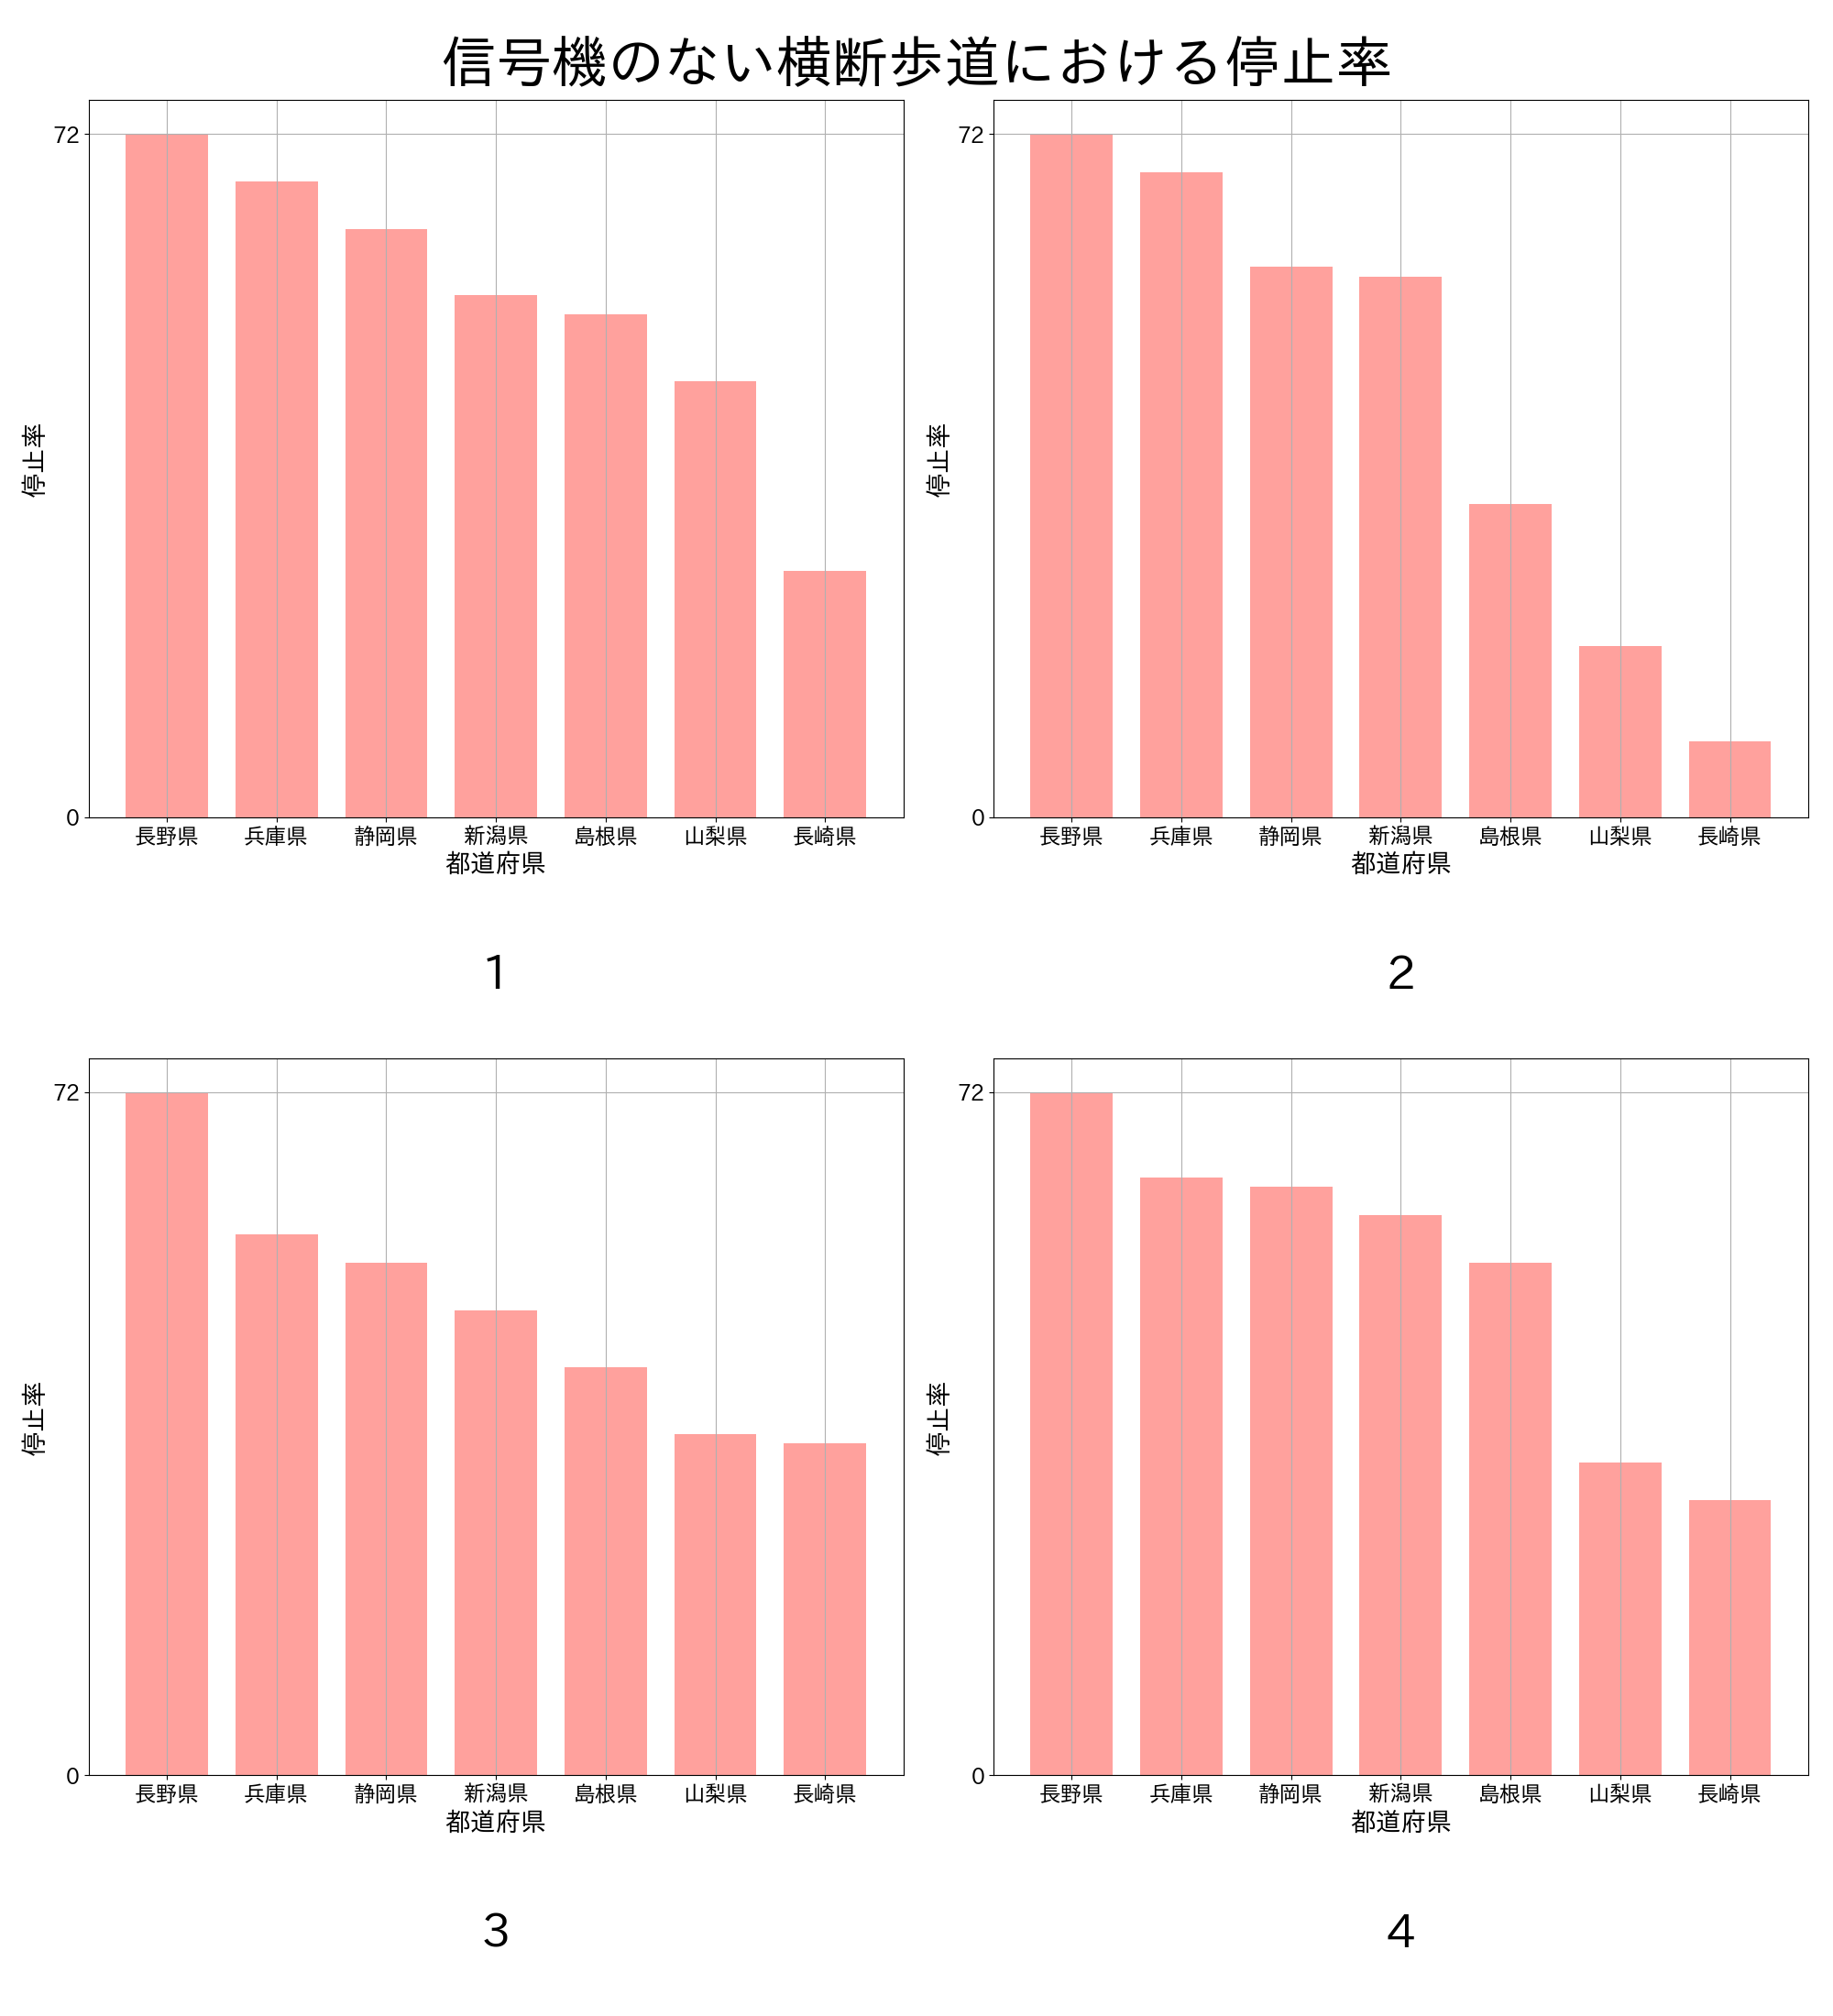 信号機のない横断歩道における停止率
72
0
停止率
長野県 兵庫県 静岡県 新潟県 島根県 山梨県 長崎県
都道府県
1
72
0
停止率
長野県 兵庫県 静岡県 新潟県 島根県 山梨県 長崎県
都道府県
2
72
0
停止率
長野県 兵庫県 静岡県 新潟県 島根県 山梨県 長崎県
都道府県
3
72
0
停止率
長野県 兵庫県 静岡県 新潟県 島根県 山梨県 長崎県
都道府県
4